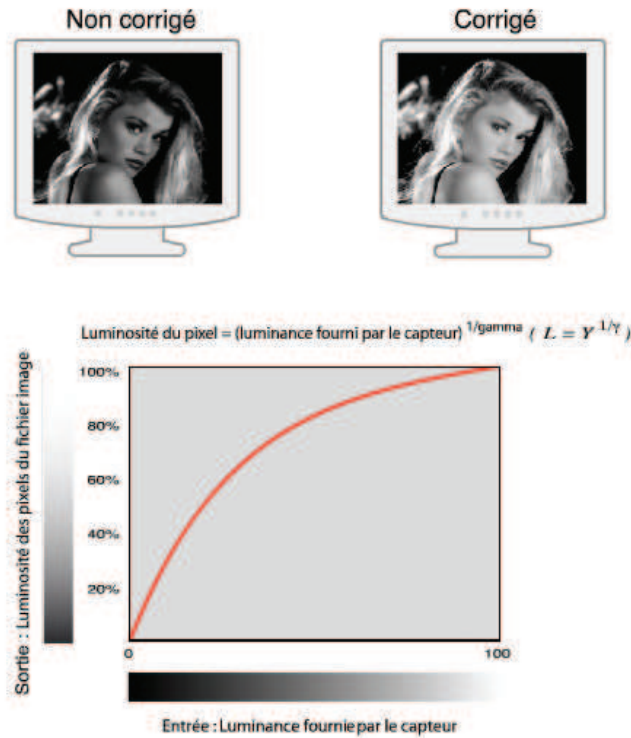 Non corrigé
Corrigé
Luminosité du pixel = (luminance fourni par le capteur) 1/gamma ( L = Y 1/γ )
Sortie : Luminosité des pixels du fichier image
100%
80%
60%
40%
20%
0
100
Entrée : Luminance fournie par le capteur